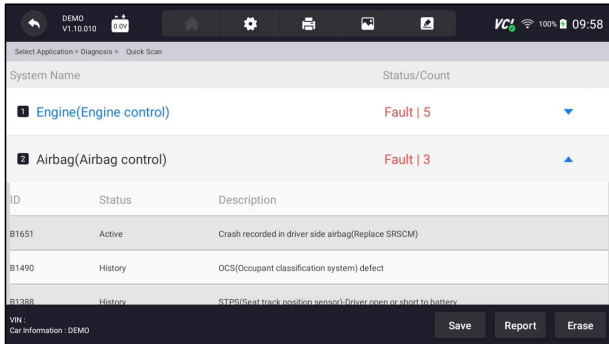 DEMO
V1.10.010
0.0V
VCI 100% 09:58
Select Application > Diagnosis > Quick Scan
System Name Status/Count
1 Engine(Engine control) Fault | 5
2 Airbag(Airbag control) Fault | 3
ID Status Description
B1651 Active Crash recorded in driver side airbag(Replace SRSCM)
B1490 History OCS(Occupant classification system) defect
B1388 History STPS(Seat track position sensor)-Driver open or short to battery
VIN :
Car Information : DEMO
Save Report Erase